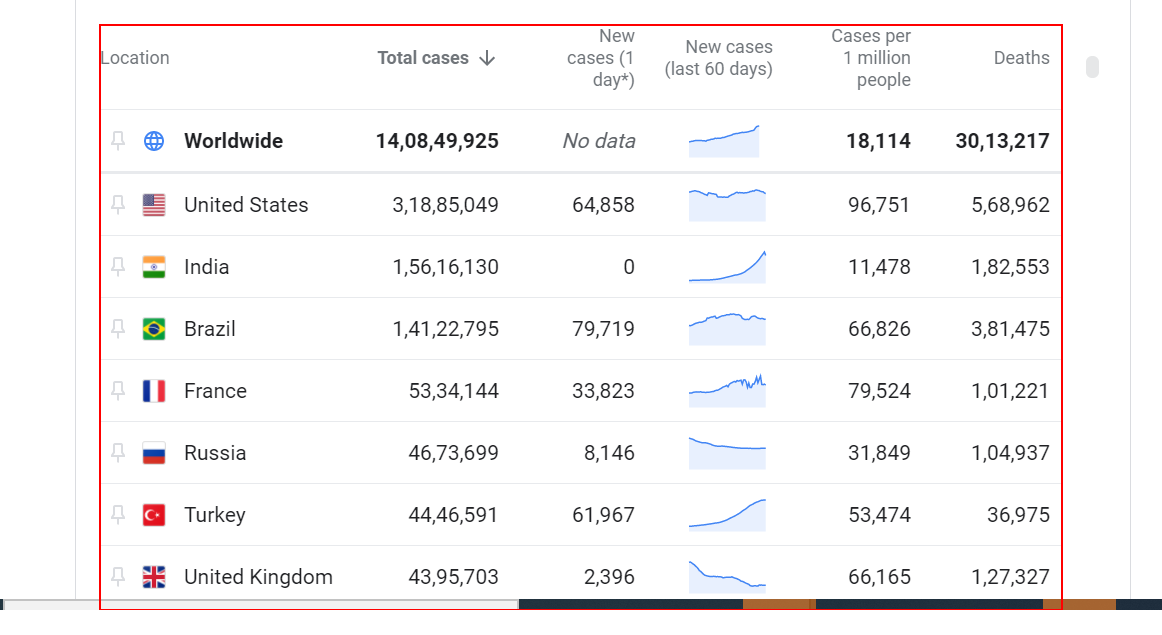 Location Total cases ↓ New cases (1 day*) New cases (last 60 days) Cases per 1 million people Deaths
Worldwide 14,08,49,925 No data 18,114 30,13,217
United States 3,18,85,049 64,858 96,751 5,68,962
India 1,56,16,130 0 11,478 1,82,553
Brazil 1,41,22,795 79,719 66,826 3,81,475
France 53,34,144 33,823 79,524 1,01,221
Russia 46,73,699 8,146 31,849 1,04,937
Turkey 44,46,591 61,967 53,474 36,975
United Kingdom 43,95,703 2,396 66,165 1,27,327